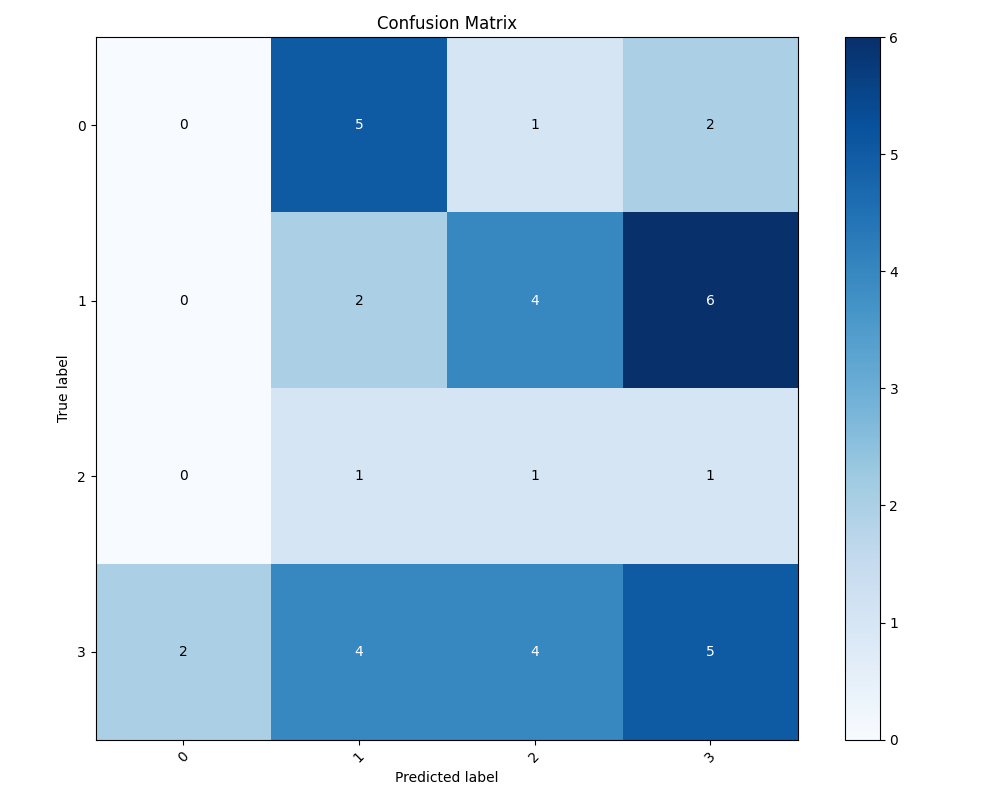 Confusion Matrix
0 0 5 1 2
1 0 2 4 6
2 0 1 1 1
3 2 4 4 5
0 1 2 3
True label
Predicted label
6
5
4
3
2
1
0